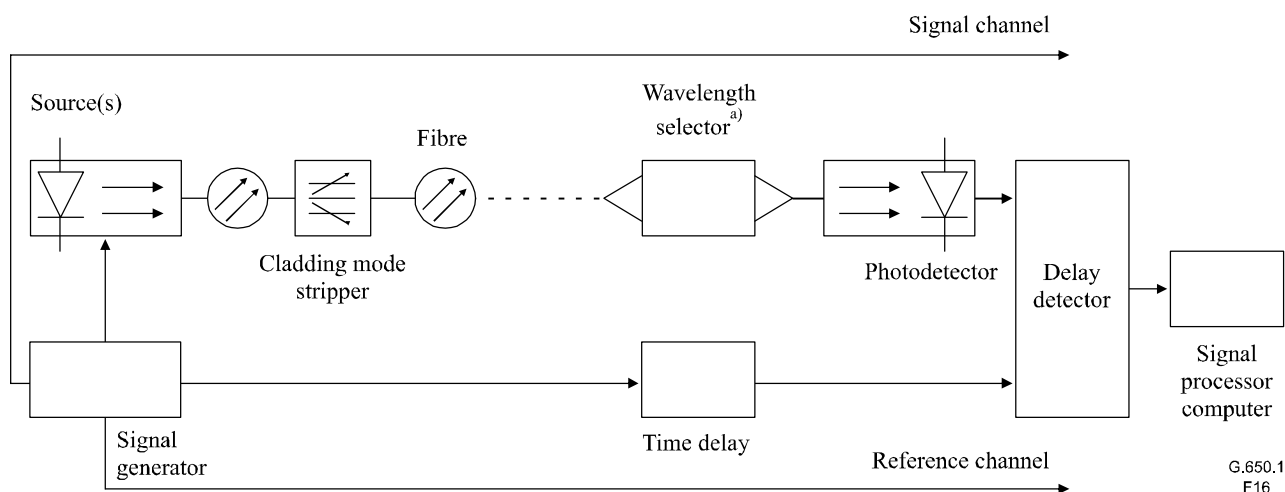 Signal channel
Source(s)
Wavelength
selector a)
Fibre
Cladding mode
stripper
Photodetector
Delay
detector
Signal
processor
computer
Signal
generator
Time delay
Reference channel
G.650.1
F16